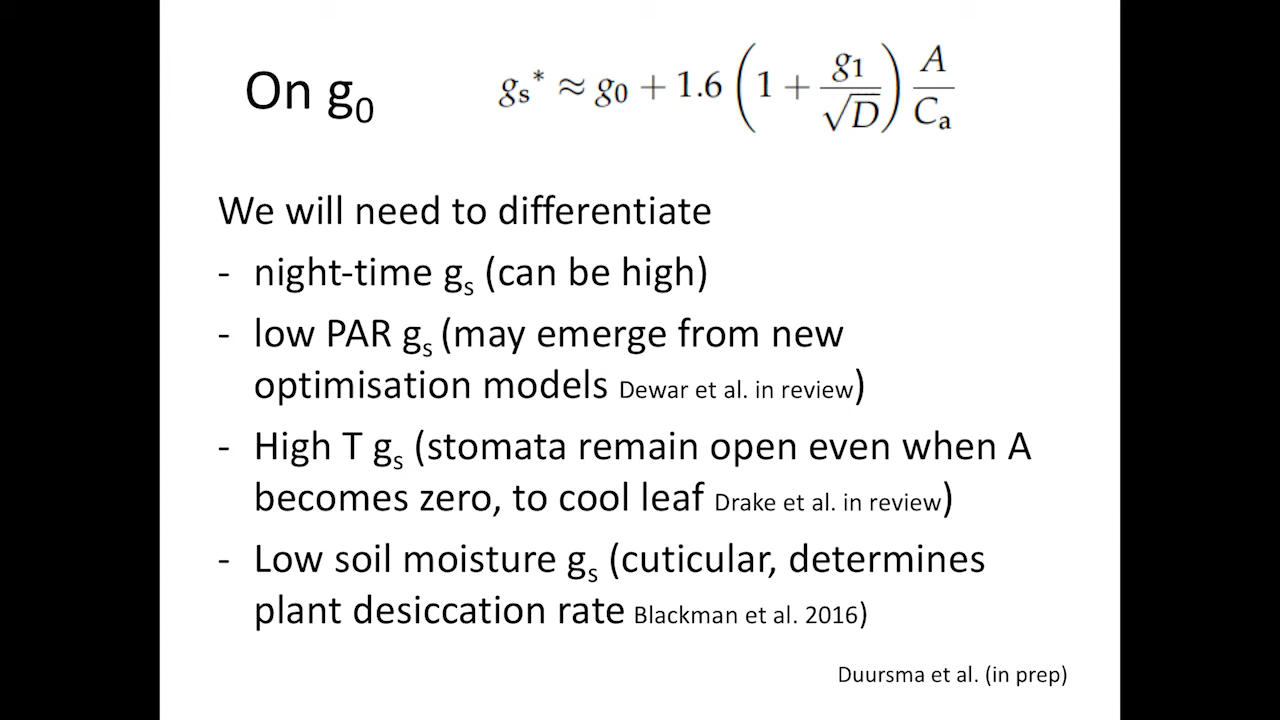 On g₀
gₛ* ≈ g₀ + 1.6 (1 + g₁/√D) A/Cₐ
We will need to differentiate
- night-time gₛ (can be high)
- low PAR gₛ (may emerge from new
optimisation models Dewar et al. in review)
- High T gₛ (stomata remain open even when A
becomes zero, to cool leaf Drake et al. in review)
- Low soil moisture gₛ (cuticular, determines
plant desiccation rate Blackman et al. 2016)
Duursma et al. (in prep)